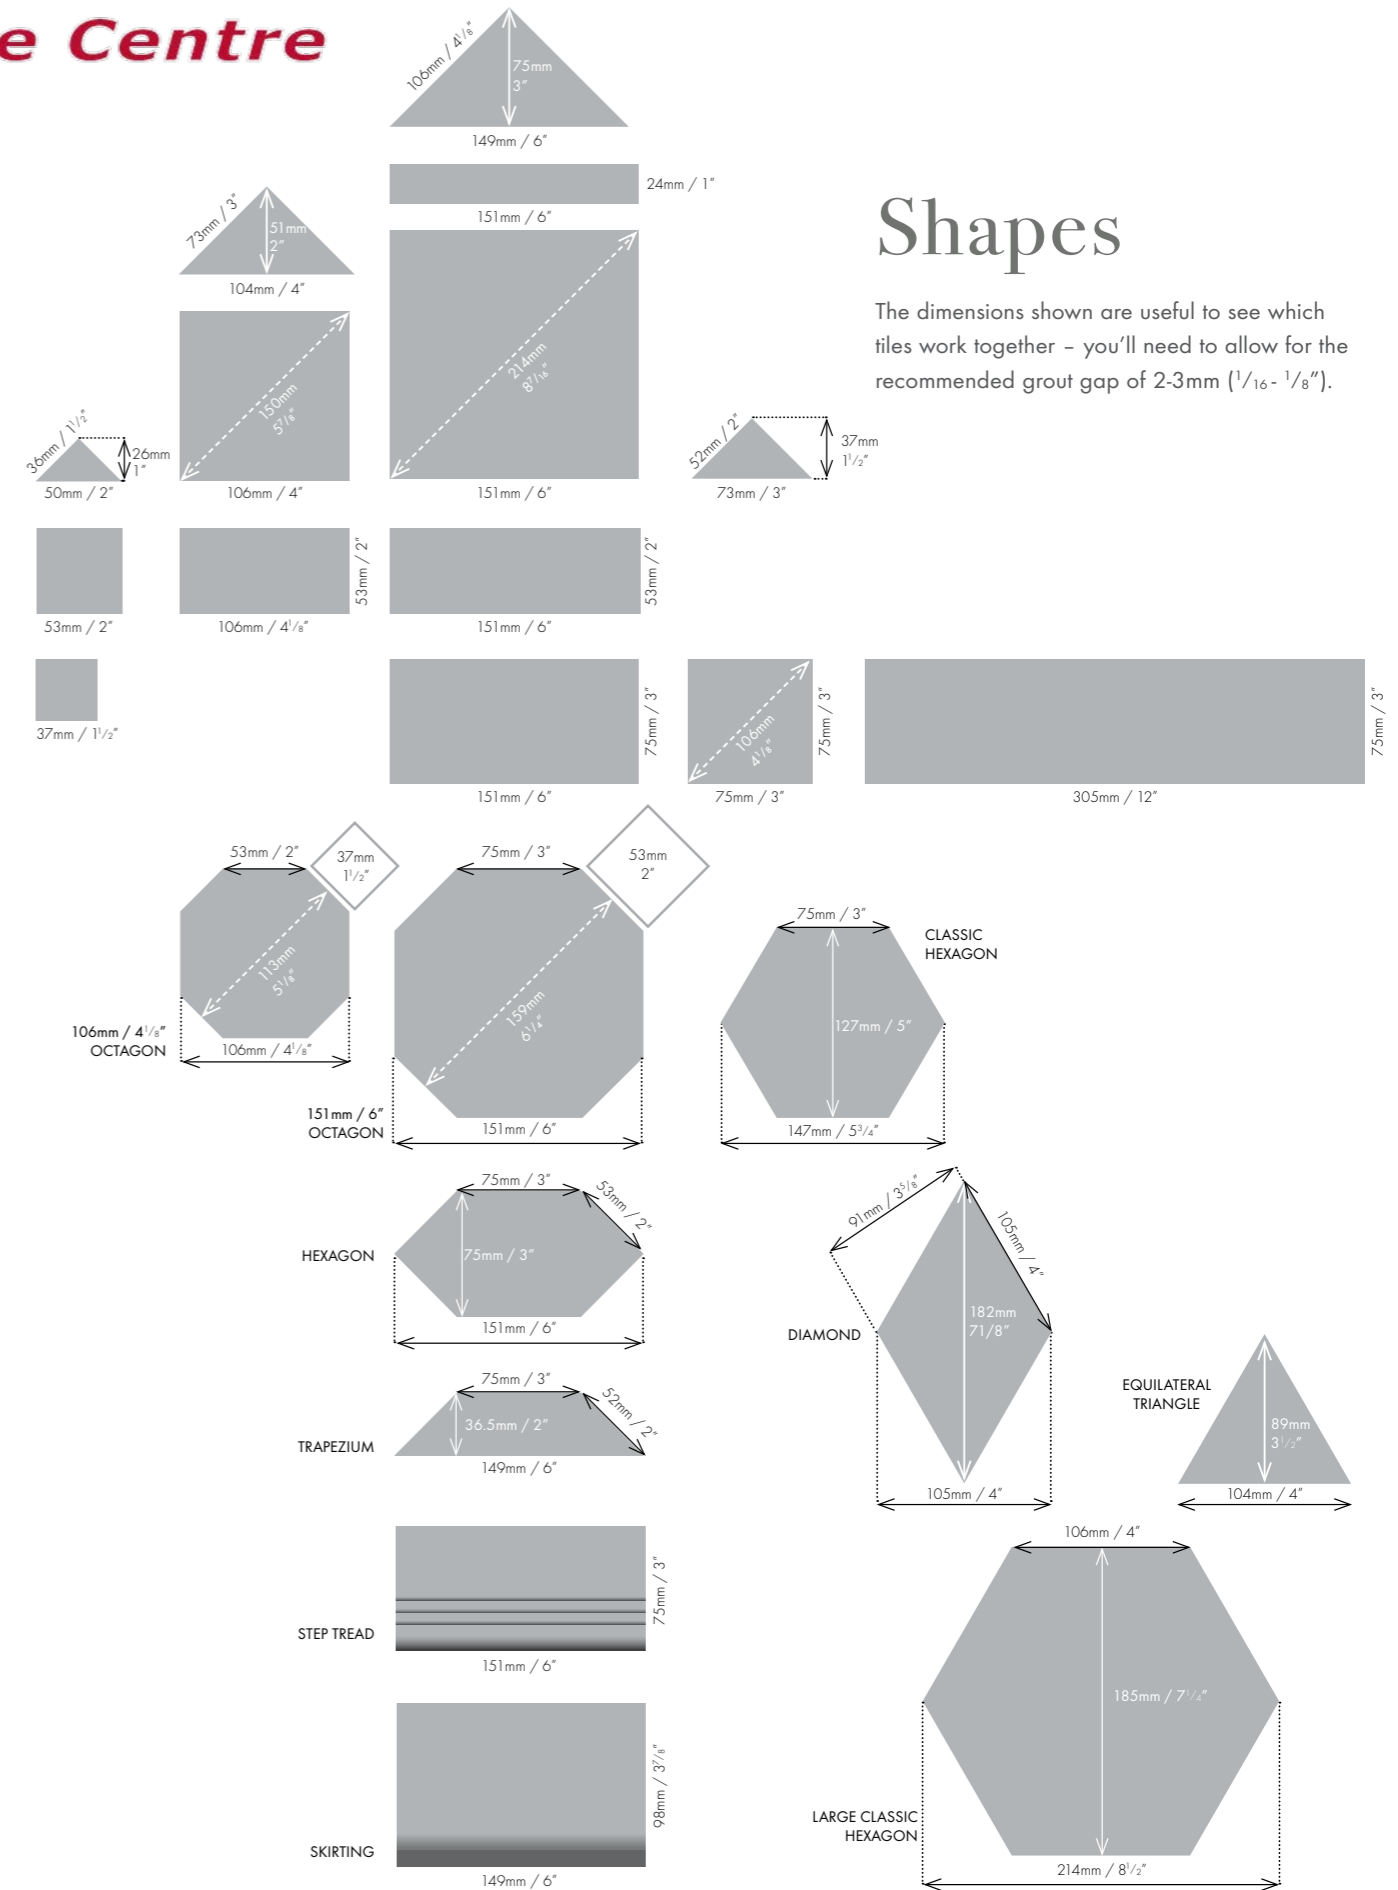 e Centre
106mm / 4 1/8"
75mm
3"
149mm / 6"
24mm / 1"
151mm / 6"
73mm / 3"
51mm
2"
104mm / 4"
Shapes
The dimensions shown are useful to see which
tiles work together – you'll need to allow for the
recommended grout gap of 2-3mm (1/16 - 1/8").
214mm
8 7/16"
150mm
5 7/8"
36mm / 1 1/2"
26mm
1"
50mm / 2"
106mm / 4"
151mm / 6"
52mm / 2"
37mm
1 1/2"
73mm / 3"
53mm / 2"
53mm / 2"
53mm / 2"
106mm / 4 1/8"
151mm / 6"
37mm / 1 1/2"
75mm / 3"
151mm / 6"
106mm
4 1/8"
75mm / 3"
75mm / 3"
75mm / 3"
305mm / 12"
53mm / 2"
37mm
1 1/2"
113mm
5 1/8"
106mm / 4 1/8"
OCTAGON
106mm / 4 1/8"
75mm / 3"
53mm
2"
159mm
6 1/4"
151mm / 6"
OCTAGON
151mm / 6"
75mm / 3"
CLASSIC
HEXAGON
127mm / 5"
147mm / 5 3/4"
75mm / 3"
53mm / 2"
HEXAGON
75mm / 3"
151mm / 6"
91mm / 3 5/8"
105mm / 4"
182mm
71/8"
DIAMOND
105mm / 4"
75mm / 3"
52mm / 2"
36.5mm / 2"
TRAPEZIUM
149mm / 6"
EQUILATERAL
TRIANGLE
89mm
3 1/2"
104mm / 4"
75mm / 3"
STEP TREAD
151mm / 6"
106mm / 4"
185mm / 7 1/4"
LARGE CLASSIC
HEXAGON
214mm / 8 1/2"
98mm / 3 7/8"
SKIRTING
149mm / 6"